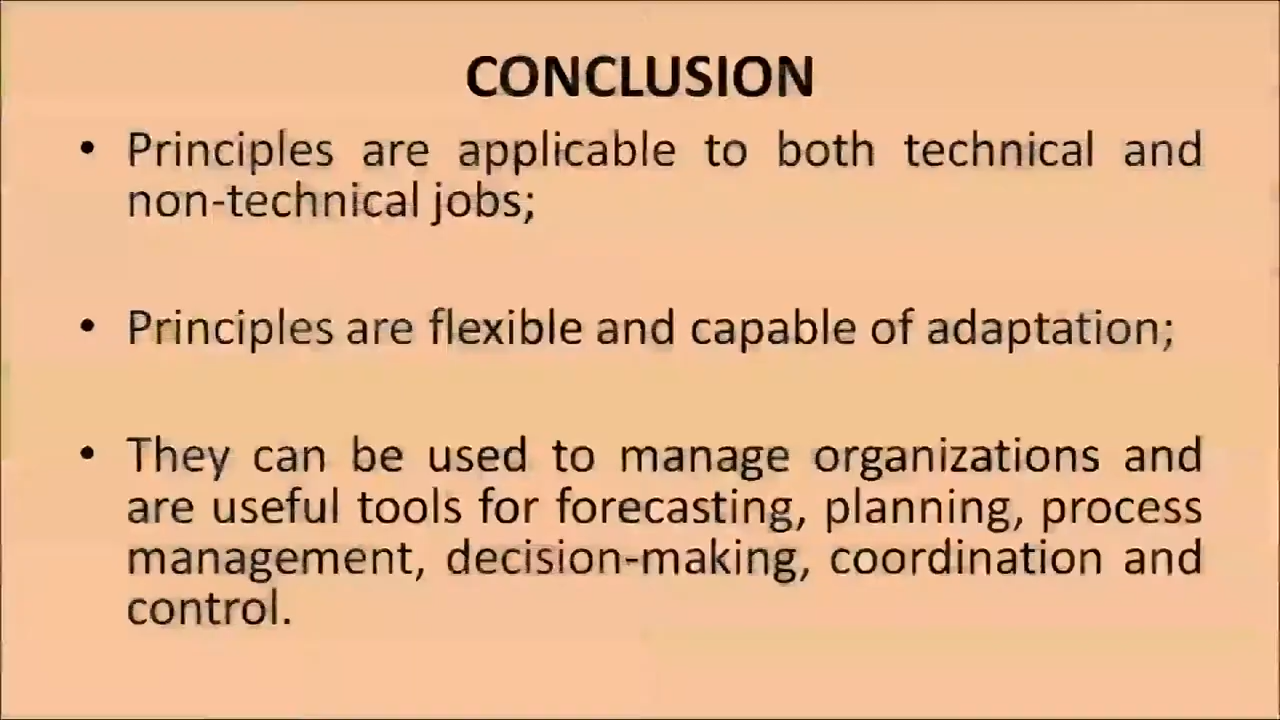 CONCLUSION
• Principles are applicable to both technical and
non-technical jobs;
• Principles are flexible and capable of adaptation;
• They can be used to manage organizations and
are useful tools for forecasting, planning, process
management, decision-making, coordination and
control.